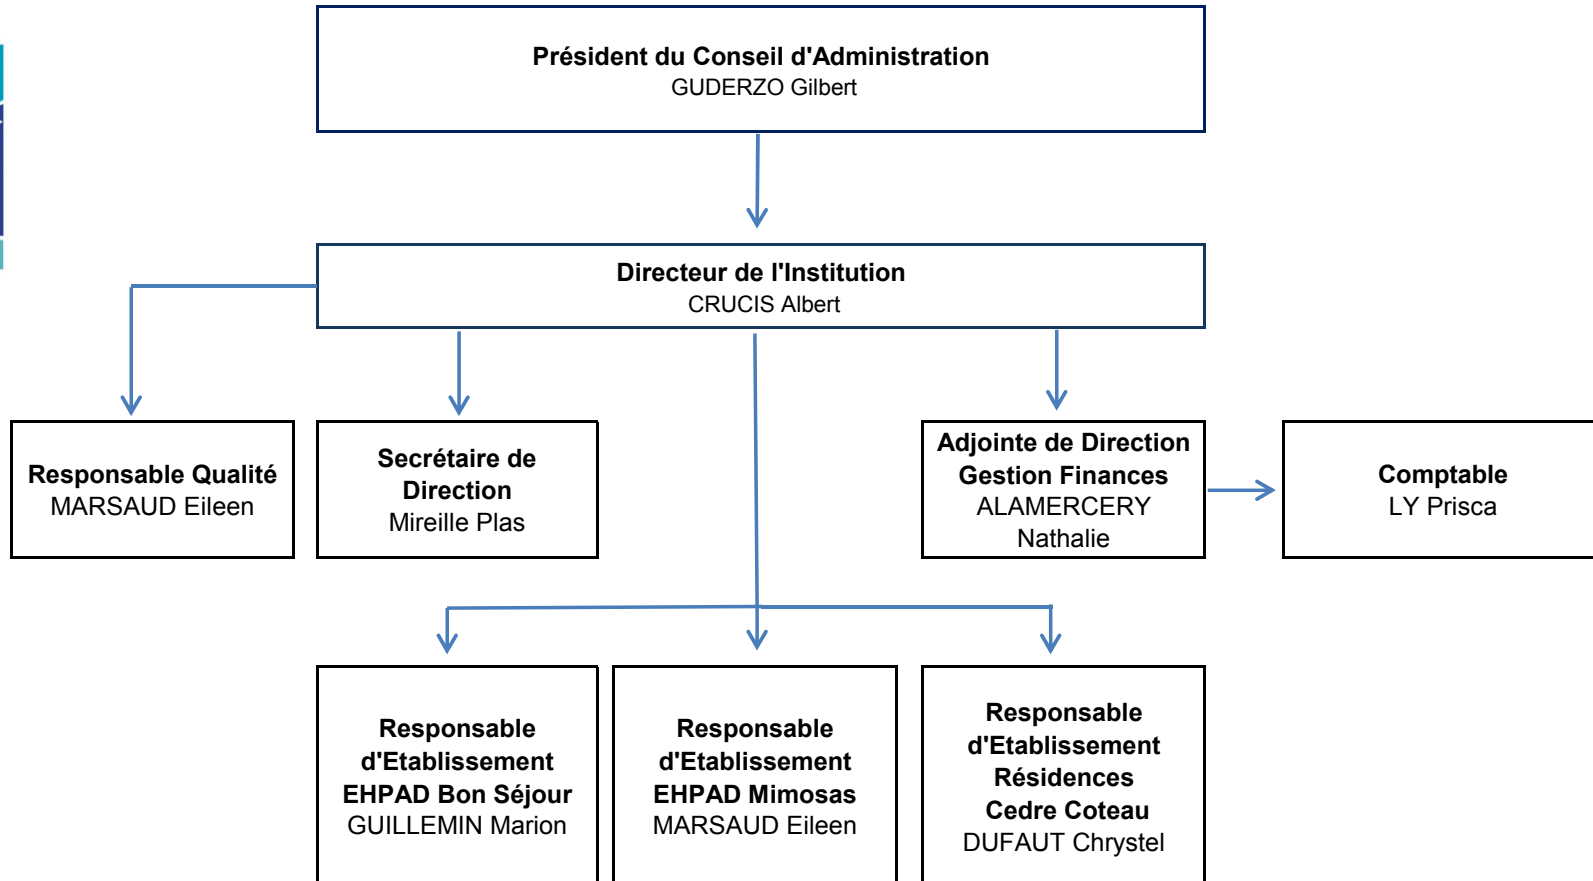 Président du Conseil d'Administration
GUDERZO Gilbert
Directeur de l'Institution
CRUCIS Albert
Responsable Qualité
MARSAUD Eileen
Secrétaire de
Direction
Mireille Plas
Adjointe de Direction
Gestion Finances
ALAMERCERY
Nathalie
Comptable
LY Prisca
Responsable
d'Etablissement
EHPAD Bon Séjour
GUILLEMIN Marion
Responsable
d'Etablissement
EHPAD Mimosas
MARSAUD Eileen
Responsable
d'Etablissement
Résidences
Cedre Coteau
DUFAUT Chrystel